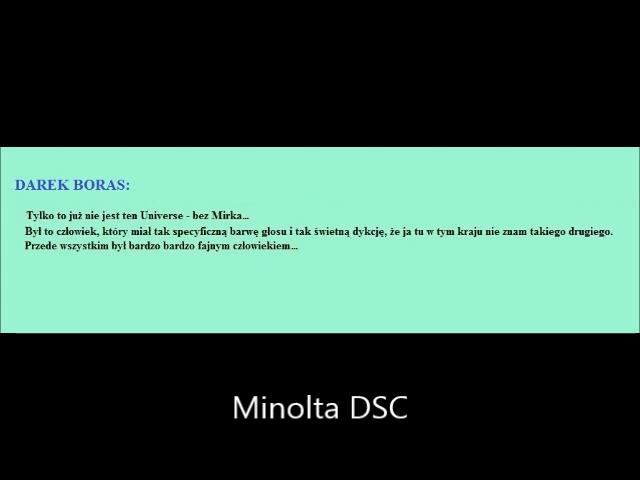 DAREK BORAS:
Tylko to już nie jest ten Universe - bez Mirka...
Był to człowiek, który miał tak specyficzną barwę głosu i tak świetną dykcję, że ja tu w tym kraju nie znam takiego drugiego.
Przede wszystkim był bardzo bardzo fajnym człowiekiem...
Minolta DSC